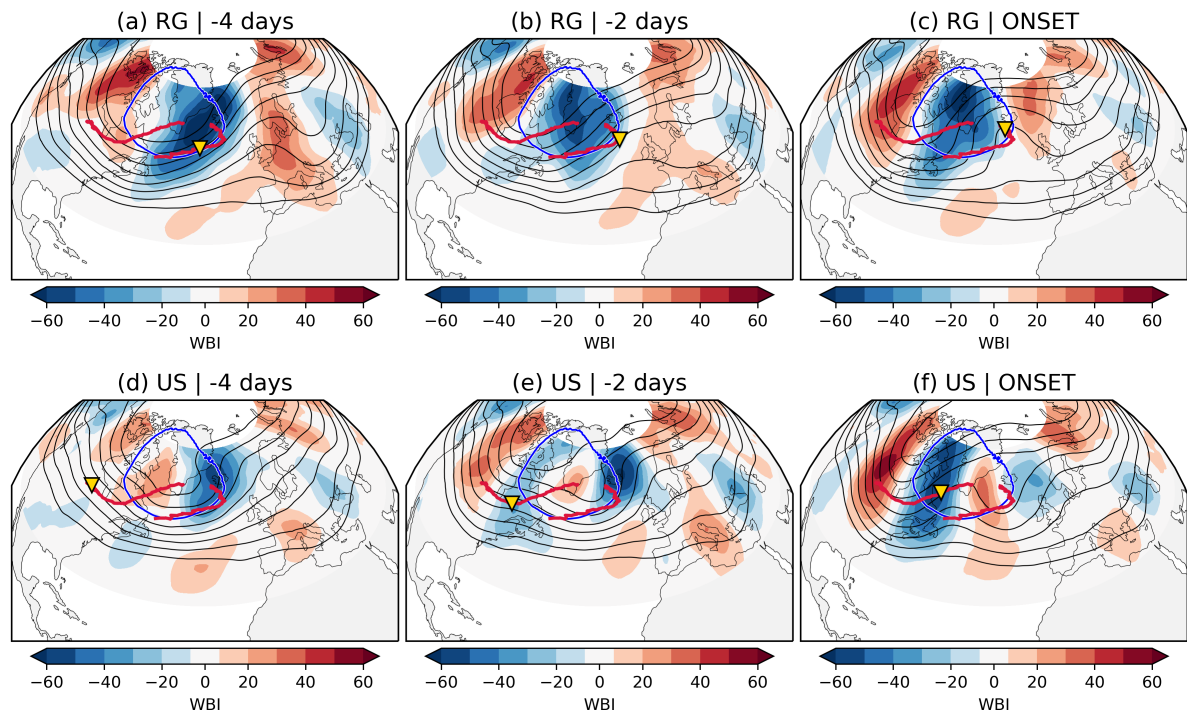 (a) RG | -4 days
(b) RG | -2 days
(c) RG | ONSET
−60 −40 −20 0 20 40 60
WBI
−60 −40 −20 0 20 40 60
WBI
−60 −40 −20 0 20 40 60
WBI
(d) US | -4 days
(e) US | -2 days
(f) US | ONSET
−60 −40 −20 0 20 40 60
WBI
−60 −40 −20 0 20 40 60
WBI
−60 −40 −20 0 20 40 60
WBI